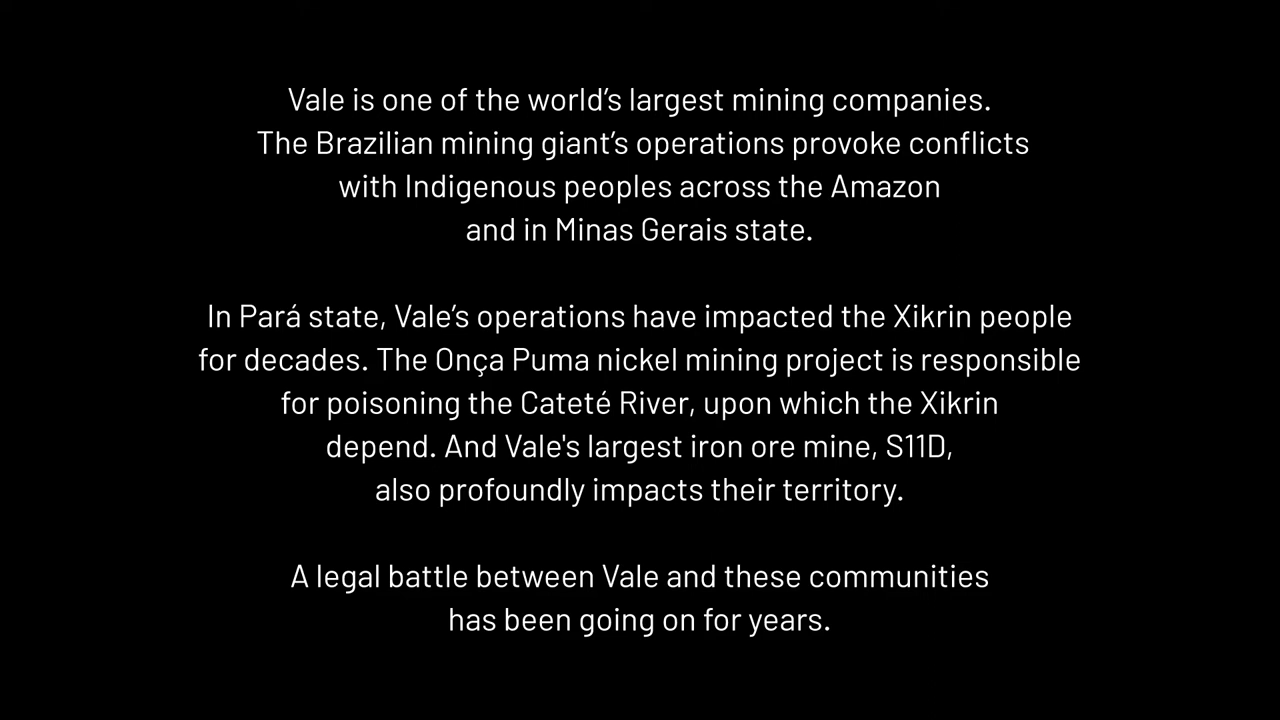 Vale is one of the world’s largest mining companies.
The Brazilian mining giant’s operations provoke conflicts
with Indigenous peoples across the Amazon
and in Minas Gerais state.
In Pará state, Vale’s operations have impacted the Xikrin people
for decades. The Onça Puma nickel mining project is responsible
for poisoning the Cateté River, upon which the Xikrin
depend. And Vale's largest iron ore mine, S11D,
also profoundly impacts their territory.
A legal battle between Vale and these communities
has been going on for years.